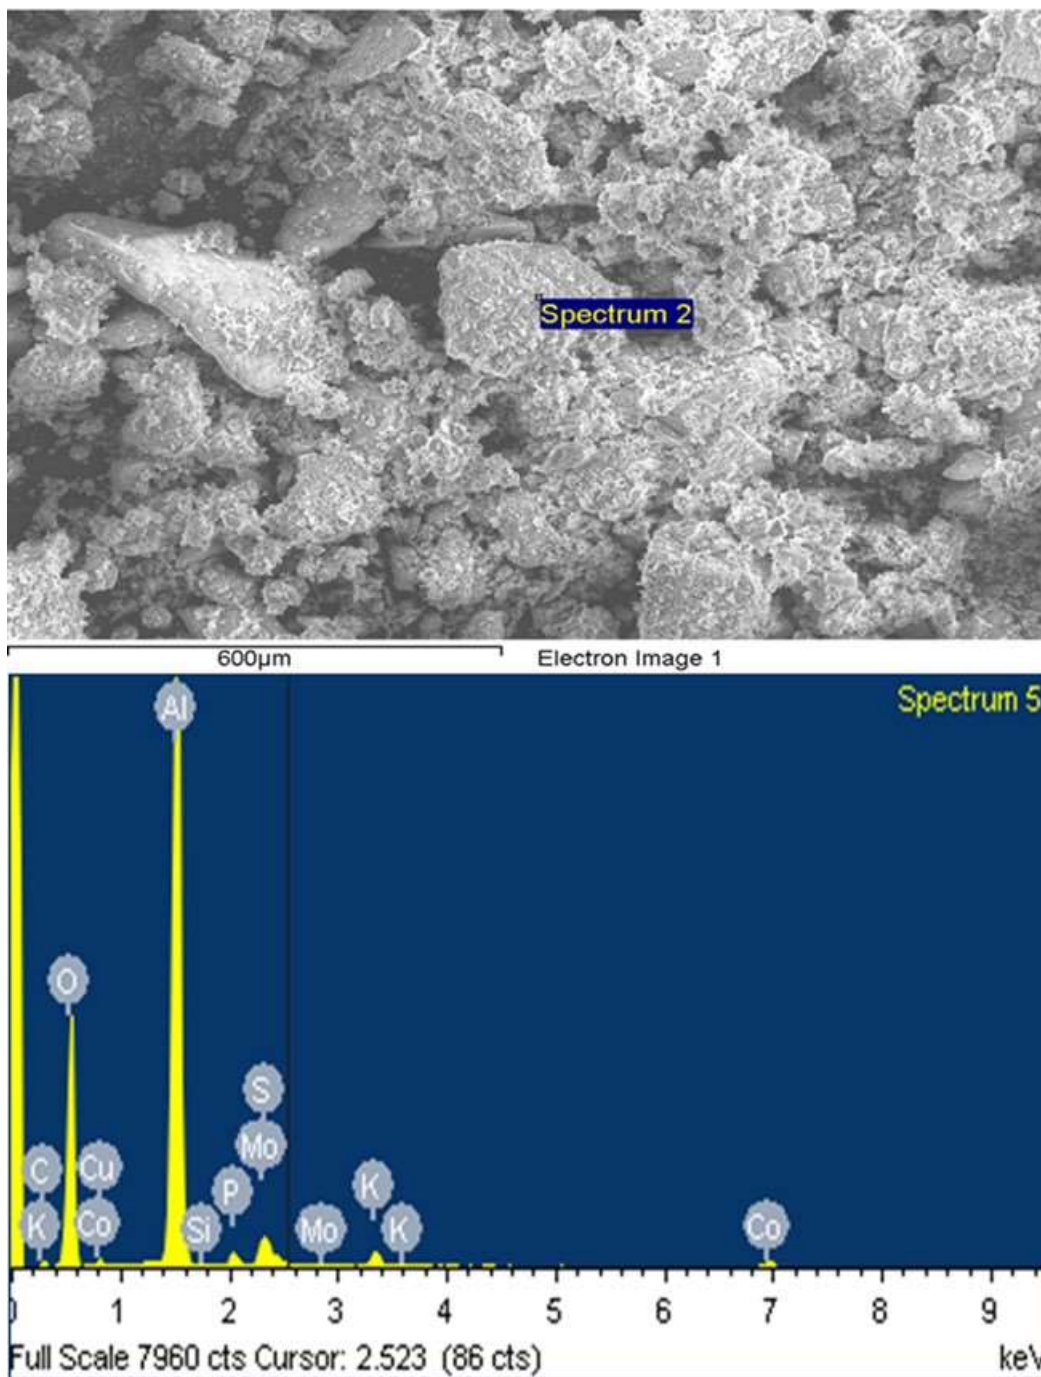 Spectrum 2
600µm
Electron Image 1
Spectrum 5
Al
O
S
C
Cu
Mo
P
K
K
Co
Si
Mo
K
Co
0 1 2 3 4 5 6 7 8 9
Full Scale 7960 cts Cursor: 2.523 (86 cts)
keV